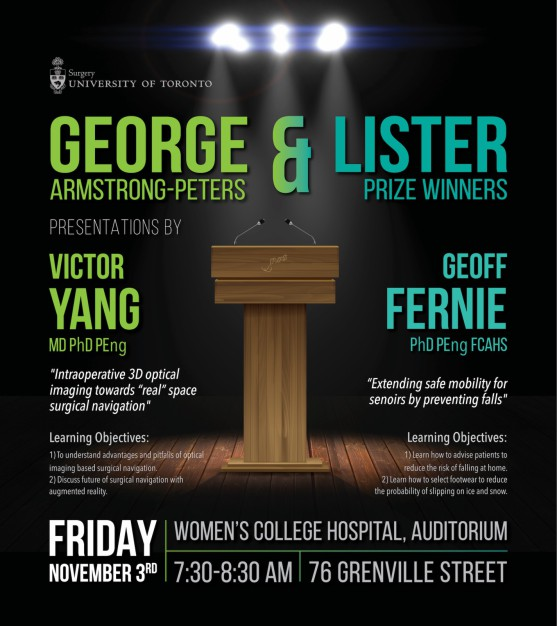 Surgery
UNIVERSITY OF TORONTO
GEORGE & LISTER
ARMSTRONG-PETERS
PRIZE WINNERS
PRESENTATIONS BY
VICTOR
YANG
MD PhD PEng
"Intraoperative 3D optical
imaging towards “real” space
surgical navigation"
Learning Objectives:
1) To understand advantages and pitfalls of optical
imaging based surgical navigation.
2) Discuss future of surgical navigation with
augmented reality.
GEOFF
FERNIE
PhD PEng FCAHS
"Extending safe mobility for
senoirs by preventing falls"
Learning Objectives:
1) Learn how to advise patients to
reduce the risk of falling at home.
2) Learn how to select footwear to reduce
the probability of slipping on ice and snow.
FRIDAY
NOVEMBER 3RD
WOMEN'S COLLEGE HOSPITAL, AUDITORIUM
7:30-8:30 AM | 76 GRENVILLE STREET